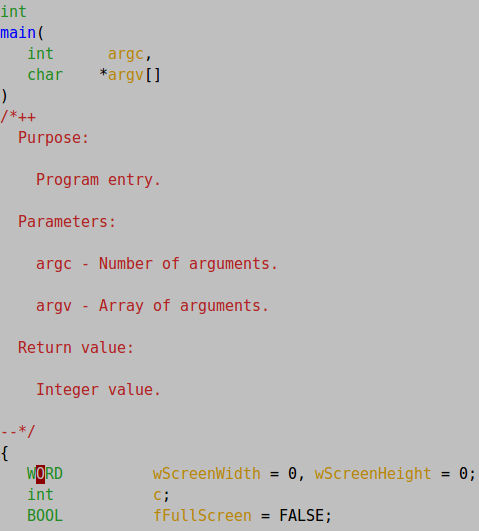 int
main(
   int      argc,
   char    *argv[]
)
/*++
  Purpose:

    Program entry.

  Parameters:

    argc - Number of arguments.

    argv - Array of arguments.

  Return value:

    Integer value.

--*/
{
   WORD          wScreenWidth = 0, wScreenHeight = 0;
   int           c;
   BOOL          fFullScreen = FALSE;